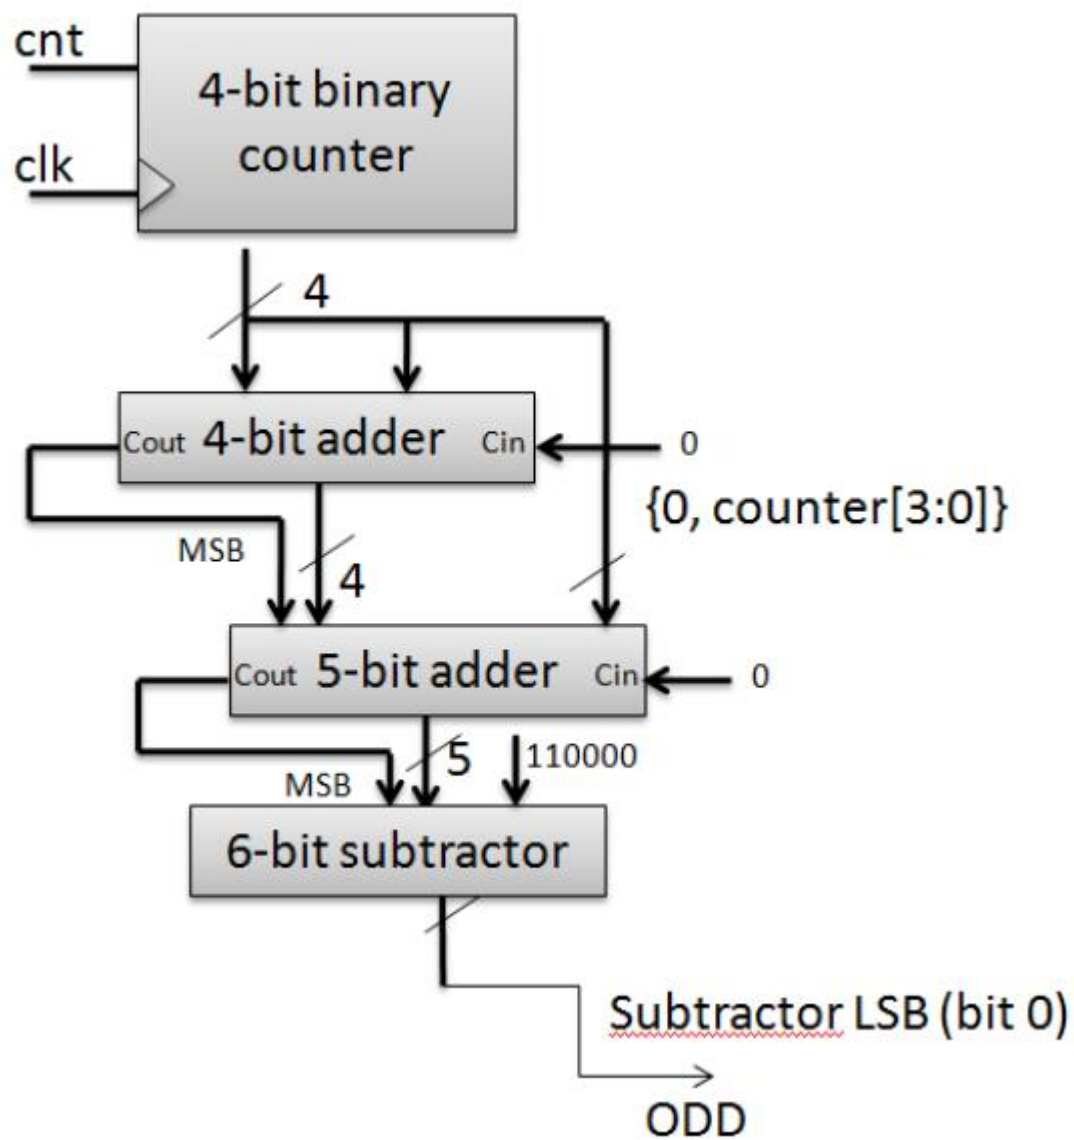 cnt
4-bit binary
counter
clk
4
Cout 4-bit adder Cin
0
{0, counter[3:0]}
MSB
4
Cout 5-bit adder Cin
0
5
110000
MSB
6-bit subtractor
Subtractor LSB (bit 0)
ODD